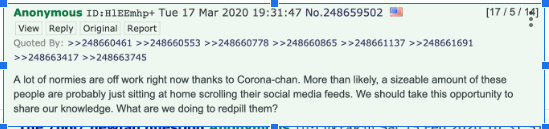 Anonymous ID:HlEEmhp+ Tue 17 Mar 2020 19:31:47 No.248659502 [17 / 5 / 14]
View Reply Original Report
Quoted By: >>248660461 >>248660553 >>248660778 >>248660865 >>248661137 >>248661691
>>248663417 >>248663745
A lot of normies are off work right now thanks to Corona-chan. More than likely, a sizeable amount of these
people are probably just sitting at home scrolling their social media feeds. We should take this opportunity to
share our knowledge. What are we doing to redpill them?